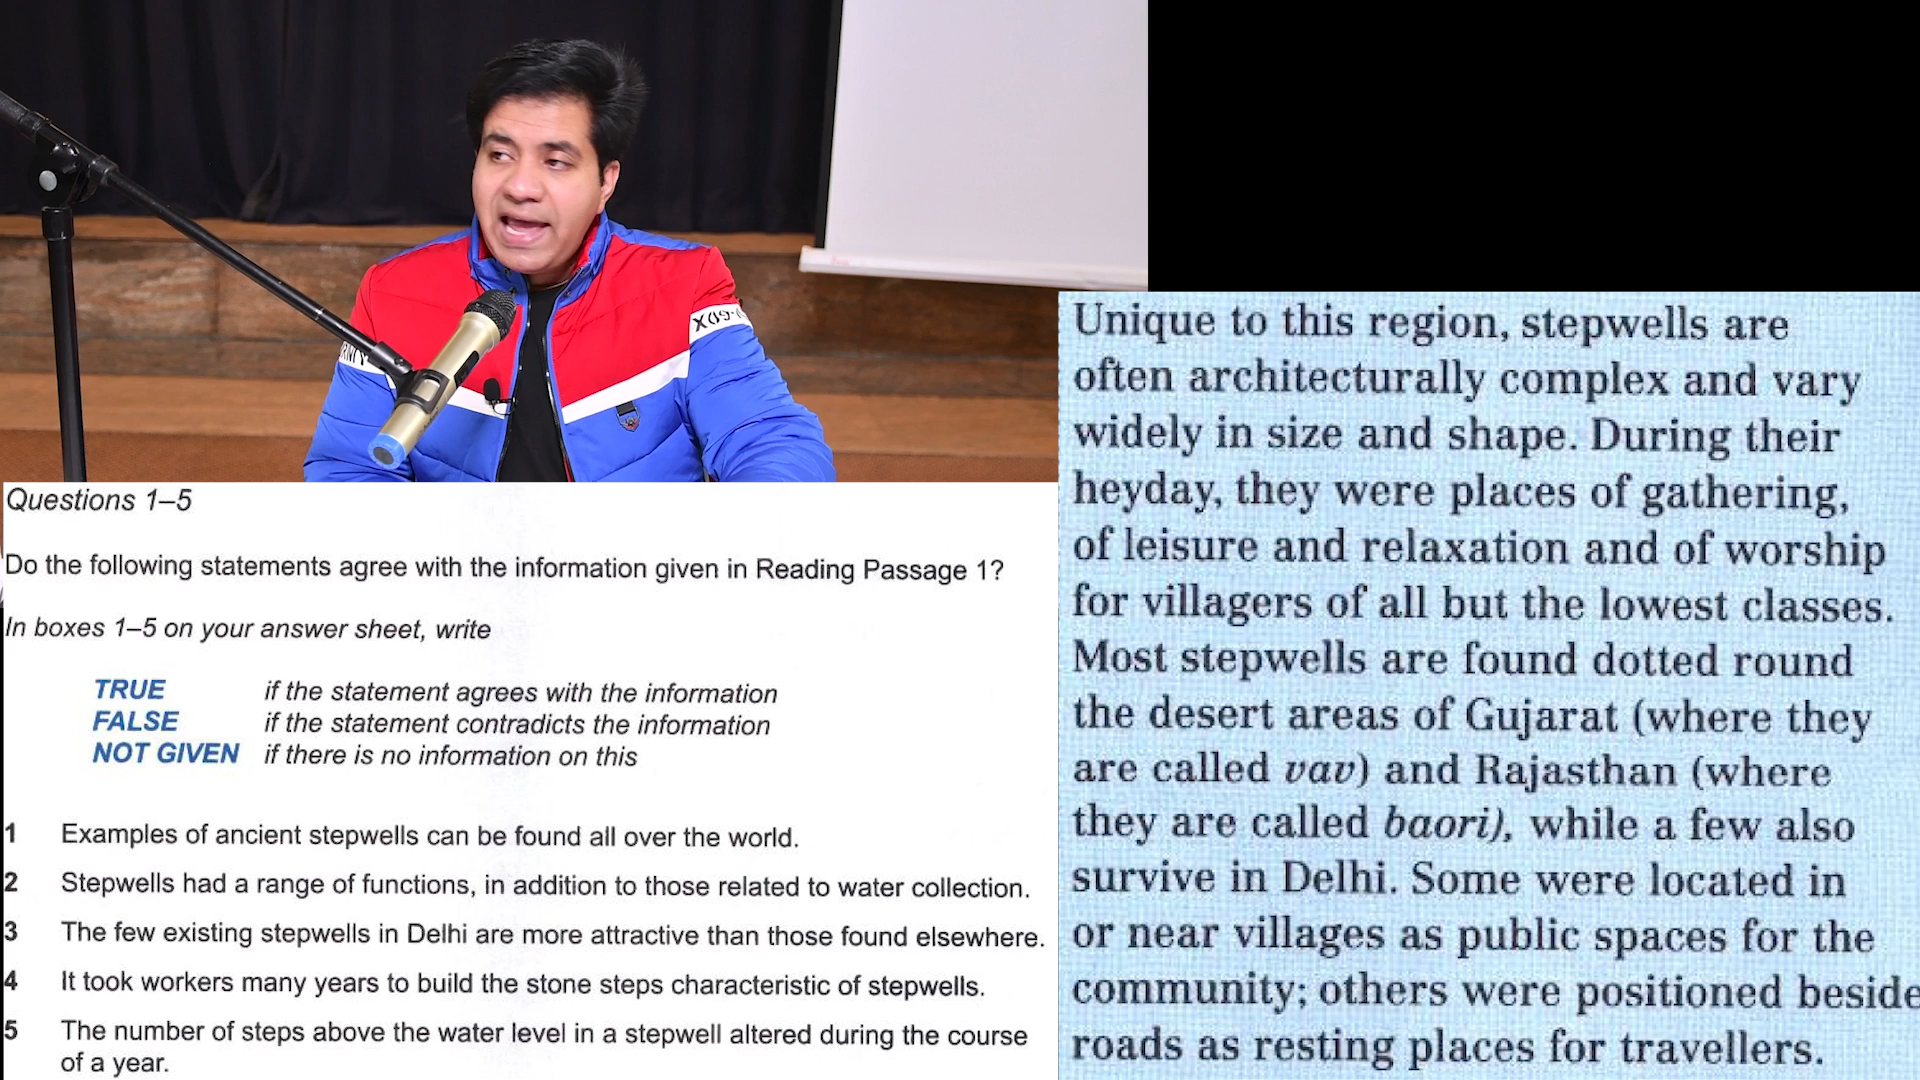 X(19-
Questions 1–5
Do the following statements agree with the information given in Reading Passage 1?
In boxes 1–5 on your answer sheet, write
TRUE if the statement agrees with the information
FALSE if the statement contradicts the information
NOT GIVEN if there is no information on this
1 Examples of ancient stepwells can be found all over the world.
2 Stepwells had a range of functions, in addition to those related to water collection.
3 The few existing stepwells in Delhi are more attractive than those found elsewhere.
4 It took workers many years to build the stone steps characteristic of stepwells.
5 The number of steps above the water level in a stepwell altered during the course
of a year.
Unique to this region, stepwells are
often architecturally complex and vary
widely in size and shape. During their
heyday, they were places of gathering,
of leisure and relaxation and of worship
for villagers of all but the lowest classes.
Most stepwells are found dotted round
the desert areas of Gujarat (where they
are called vav) and Rajasthan (where
they are called baori), while a few also
survive in Delhi. Some were located in
or near villages as public spaces for the
community; others were positioned beside
roads as resting places for travellers.